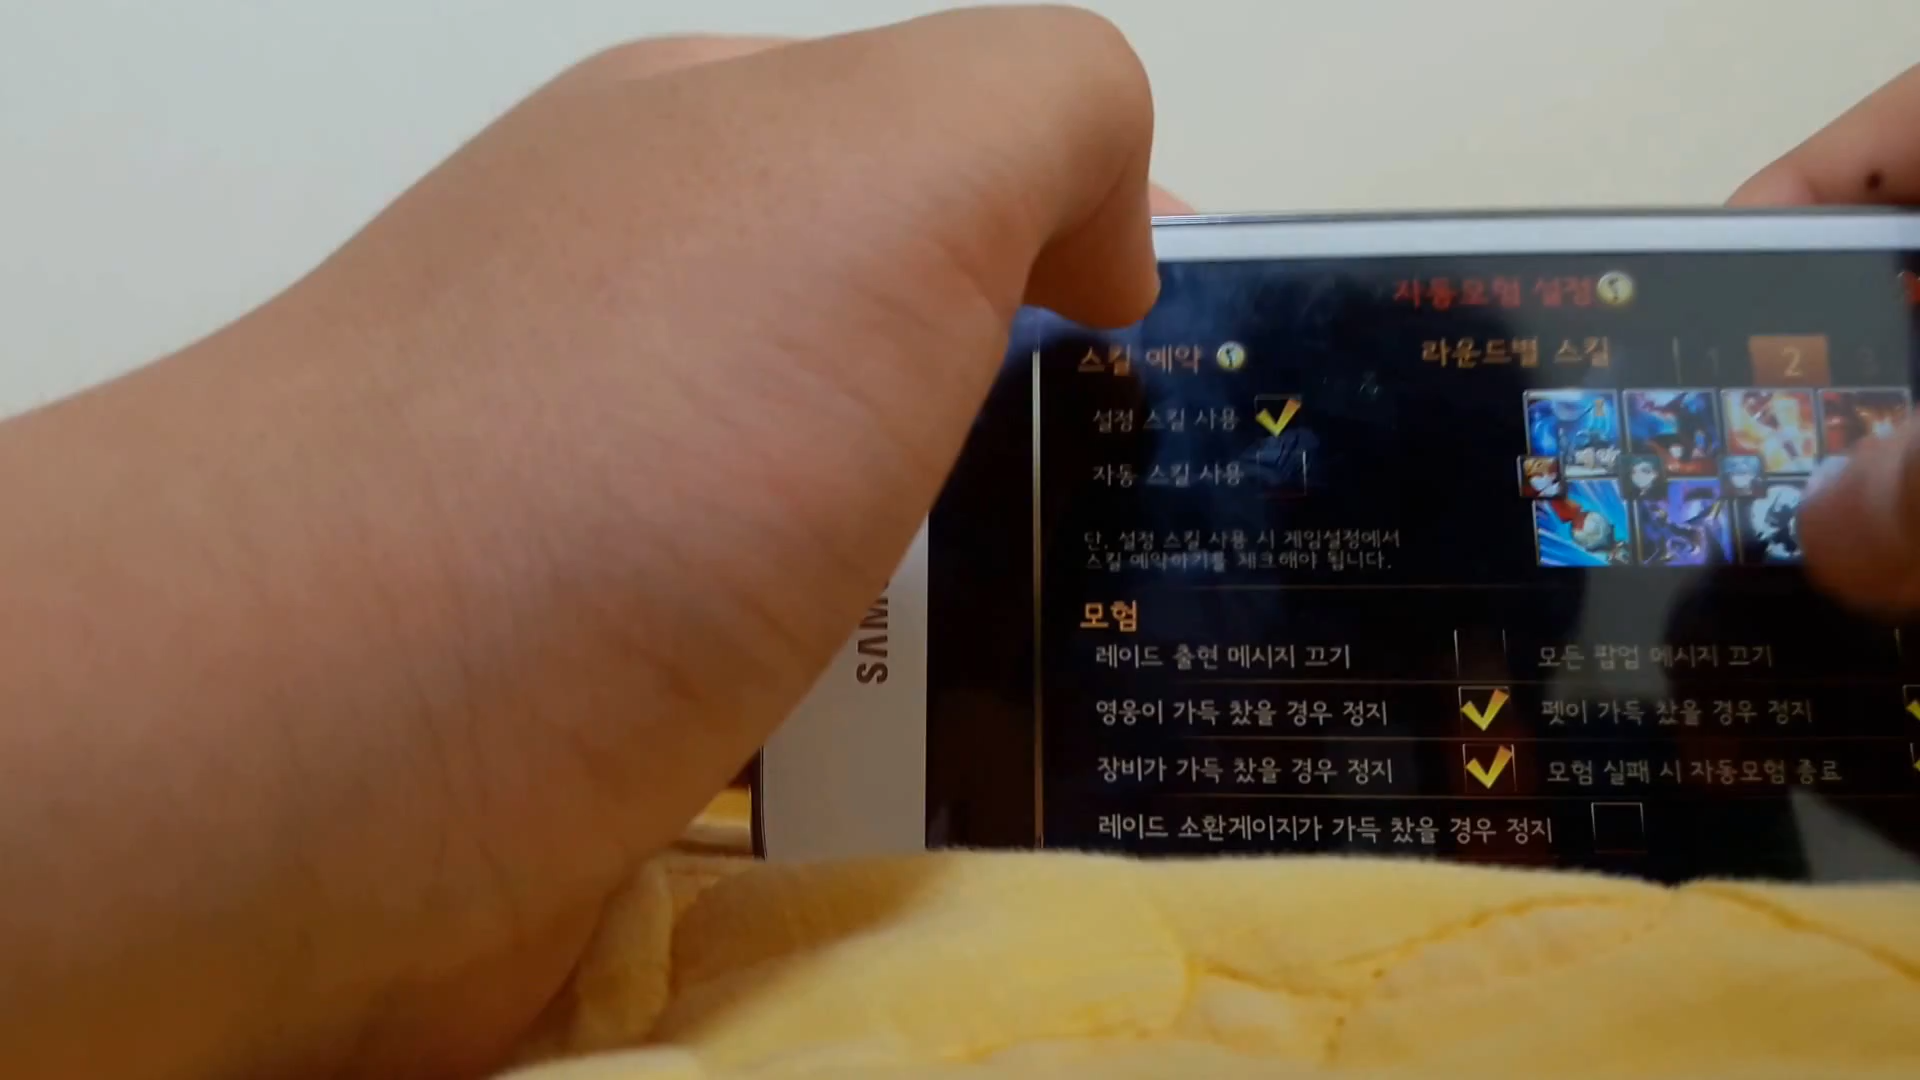 자동모험 설정
스킬 예약
라운드별 스킬
1 2 3
설정 스킬 사용
자동 스킬 사용
예약
단, 설정 스킬 사용 시 게임설정에서
스킬 예약하기를 체크해야 됩니다.
모험
레이드 출현 메시지 끄기
모든 팝업 메시지 끄기
영웅이 가득 찼을 경우 정지
펫이 가득 찼을 경우 정지
장비가 가득 찼을 경우 정지
모험 실패 시 자동모험 종료
레이드 소환게이지가 가득 찼을 경우 정지
SAMSUNG